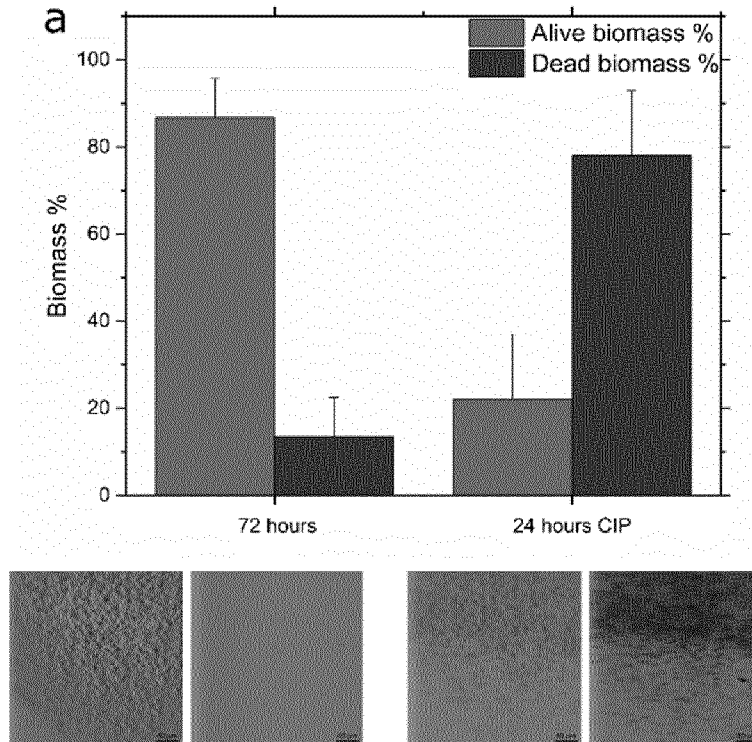 a
Alive biomass %
Dead biomass %
100
80
60
40
20
0
Biomass %
72 hours
24 hours CIP